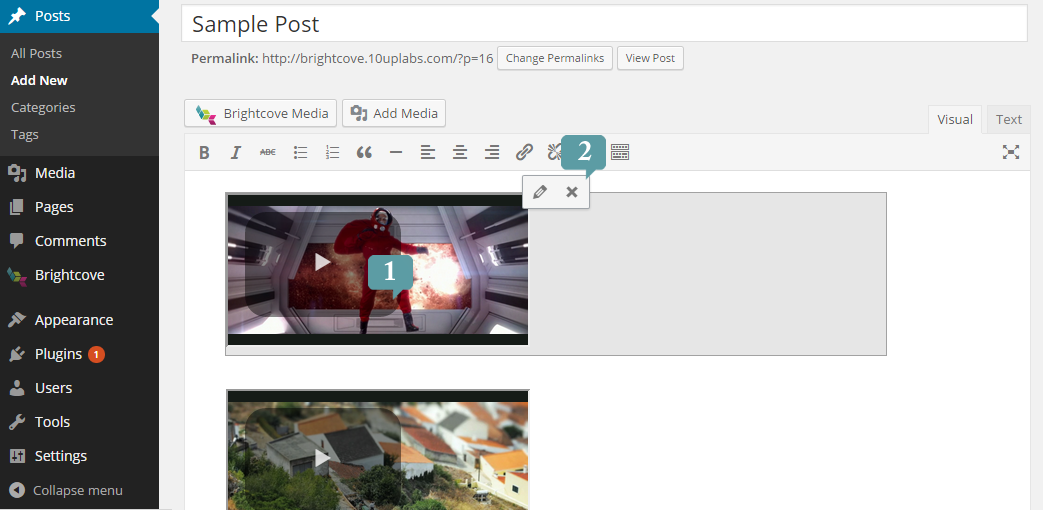 Posts
All Posts
Add New
Categories
Tags
Media
Pages
Comments
Brightcove
Appearance
Plugins 1
Users
Tools
Settings
Collapse menu
Sample Post
Permalink: http://brightcove.10uplabs.com/?p=16 Change Permalinks View Post
Brightcove Media Add Media
Visual Text
B I ABC
2
1